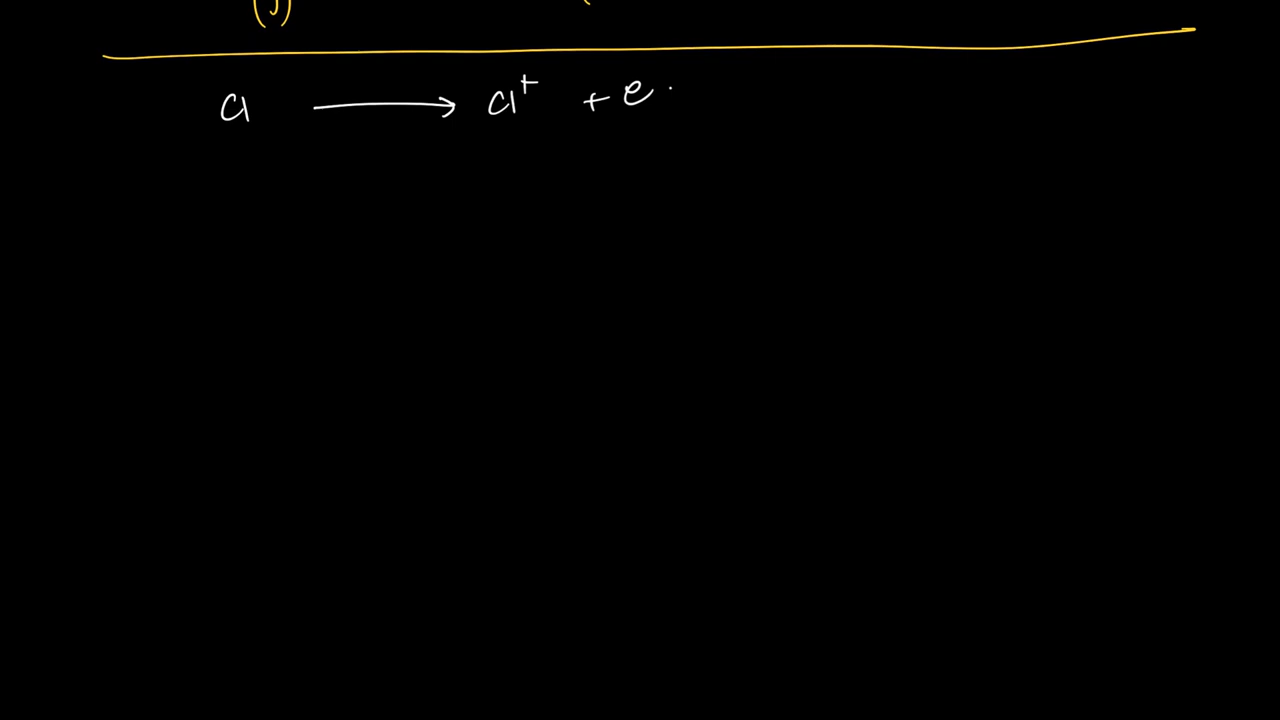 (g)
Cl ⟶ Cl⁺ + e⁻